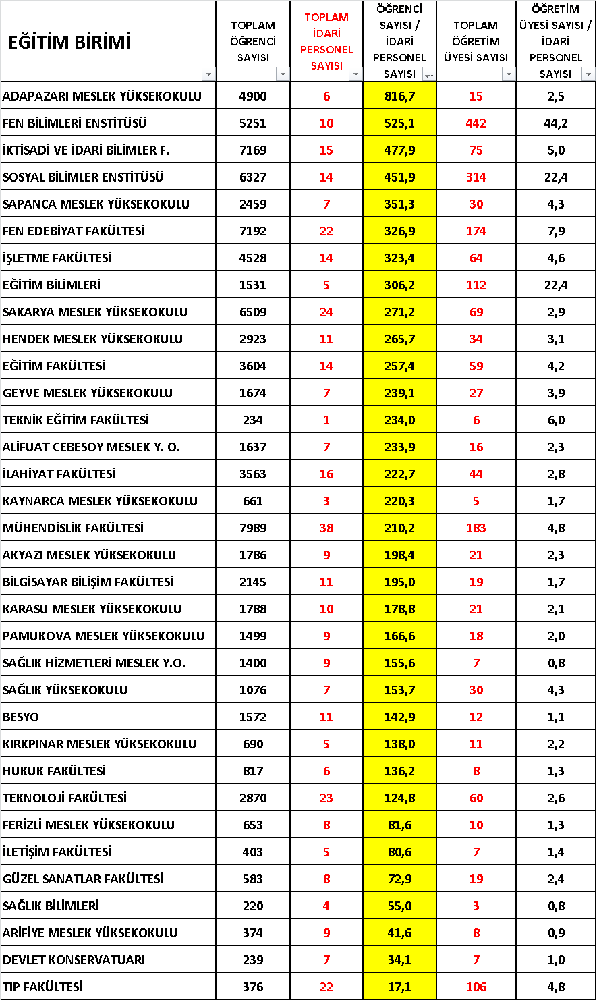 EĞİTİM BİRİMİ
TOPLAM
ÖĞRENCİ
SAYISI
TOPLAM
İDARİ
PERSONEL
SAYISI
ÖĞRENCİ
SAYISI /
İDARİ
PERSONEL
SAYISI
TOPLAM
ÖĞRETİM
ÜYESİ SAYISI
ÖĞRETİM
ÜYESİ SAYISI /
İDARİ
PERSONEL
SAYISI
ADAPAZARI MESLEK YÜKSEKOKULU 4900 6 816,7 15 2,5
FEN BİLİMLERİ ENSTİTÜSÜ 5251 10 525,1 442 44,2
İKTİSADİ VE İDARİ BİLİMLER F. 7169 15 477,9 75 5,0
SOSYAL BİLİMLER ENSTİTÜSÜ 6327 14 451,9 314 22,4
SAPANCA MESLEK YÜKSEKOKULU 2459 7 351,3 30 4,3
FEN EDEBİYAT FAKÜLTESİ 7192 22 326,9 174 7,9
İŞLETME FAKÜLTESİ 4528 14 323,4 64 4,6
EĞİTİM BİLİMLERİ 1531 5 306,2 112 22,4
SAKARYA MESLEK YÜKSEKOKULU 6509 24 271,2 69 2,9
HENDEK MESLEK YÜKSEKOKULU 2923 11 265,7 34 3,1
EĞİTİM FAKÜLTESİ 3604 14 257,4 59 4,2
GEYVE MESLEK YÜKSEKOKULU 1674 7 239,1 27 3,9
TEKNİK EĞİTİM FAKÜLTESİ 234 1 234,0 6 6,0
ALİFUAT CEBESOY MESLEK Y. O. 1637 7 233,9 16 2,3
İLAHİYAT FAKÜLTESİ 3563 16 222,7 44 2,8
KAYNARCA MESLEK YÜKSEKOKULU 661 3 220,3 5 1,7
MÜHENDİSLİK FAKÜLTESİ 7989 38 210,2 183 4,8
AKYAZI MESLEK YÜKSEKOKULU 1786 9 198,4 21 2,3
BİLGİSAYAR BİLİŞİM FAKÜLTESİ 2145 11 195,0 19 1,7
KARASU MESLEK YÜKSEKOKULU 1788 10 178,8 21 2,1
PAMUKOVA MESLEK YÜKSEKOKULU 1499 9 166,6 18 2,0
SAĞLIK HİZMETLERİ MESLEK Y.O. 1400 9 155,6 7 0,8
SAĞLIK YÜKSEKOKULU 1076 7 153,7 30 4,3
BESYO 1572 11 142,9 12 1,1
KIRKPINAR MESLEK YÜKSEKOKULU 690 5 138,0 11 2,2
HUKUK FAKÜLTESİ 817 6 136,2 8 1,3
TEKNOLOJİ FAKÜLTESİ 2870 23 124,8 60 2,6
FERİZLİ MESLEK YÜKSEKOKULU 653 8 81,6 10 1,3
İLETİŞİM FAKÜLTESİ 403 5 80,6 7 1,4
GÜZEL SANATLAR FAKÜLTESİ 583 8 72,9 19 2,4
SAĞLIK BİLİMLERİ 220 4 55,0 3 0,8
ARİFİYE MESLEK YÜKSEKOKULU 374 9 41,6 8 0,9
DEVLET KONSERVATUARI 239 7 34,1 7 1,0
TIP FAKÜLTESİ 376 22 17,1 106 4,8